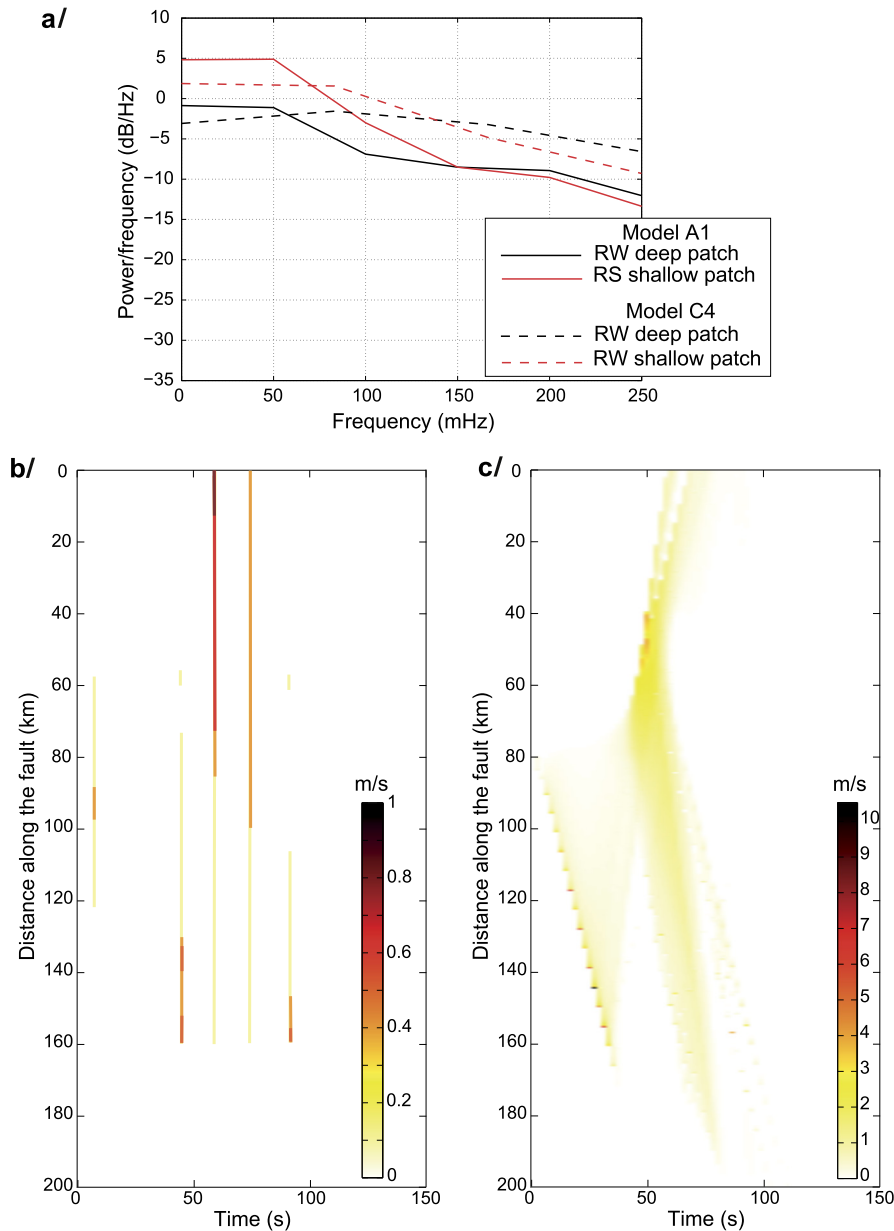 a/
10
5
0
−5
−10
−15
−20
−25
−30
−35
Power/frequency (dB/Hz)
0 50 100 150 200 250
Frequency (mHz)
Model A1
RW deep patch
RS shallow patch
Model C4
RW deep patch
RW shallow patch
b/
0
20
40
60
80
100
120
140
160
180
200
Distance along the fault (km)
0 50 100 150
Time (s)
m/s
1
0.8
0.6
0.4
0.2
0
c/
0
20
40
60
80
100
120
140
160
180
200
Distance along the fault (km)
0 50 100 150
Time (s)
m/s
10
9
8
7
6
5
4
3
2
1
0